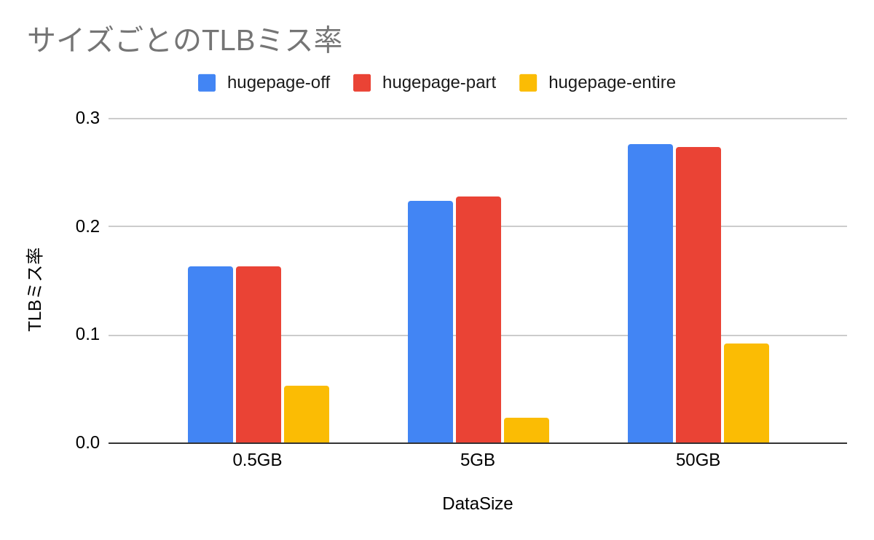 サイズごとのTLBミス率
hugepage-off hugepage-part hugepage-entire
0.3
0.2
0.1
0.0
TLBミス率
0.5GB 5GB 50GB
DataSize